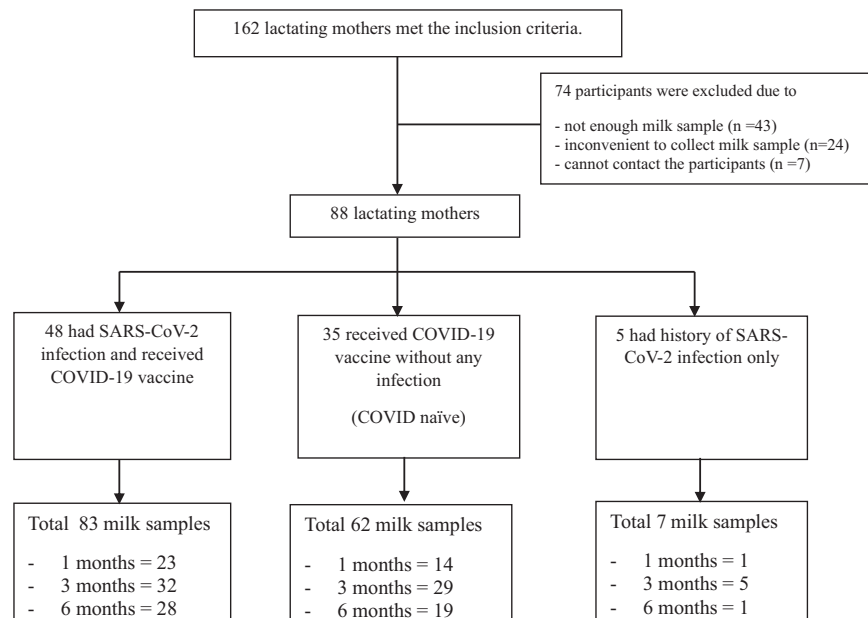 162 lactating mothers met the inclusion criteria.
74 participants were excluded due to
- not enough milk sample (n =43)
- inconvenient to collect milk sample (n=24)
- cannot contact the participants (n =7)
88 lactating mothers
48 had SARS-CoV-2
infection and received
COVID-19 vaccine
35 received COVID-19
vaccine without any
infection
(COVID naïve)
5 had history of SARS-
CoV-2 infection only
Total 83 milk samples
- 1 months = 23
- 3 months = 32
- 6 months = 28
Total 62 milk samples
- 1 months = 14
- 3 months = 29
- 6 months = 19
Total 7 milk samples
- 1 months = 1
- 3 months = 5
- 6 months = 1